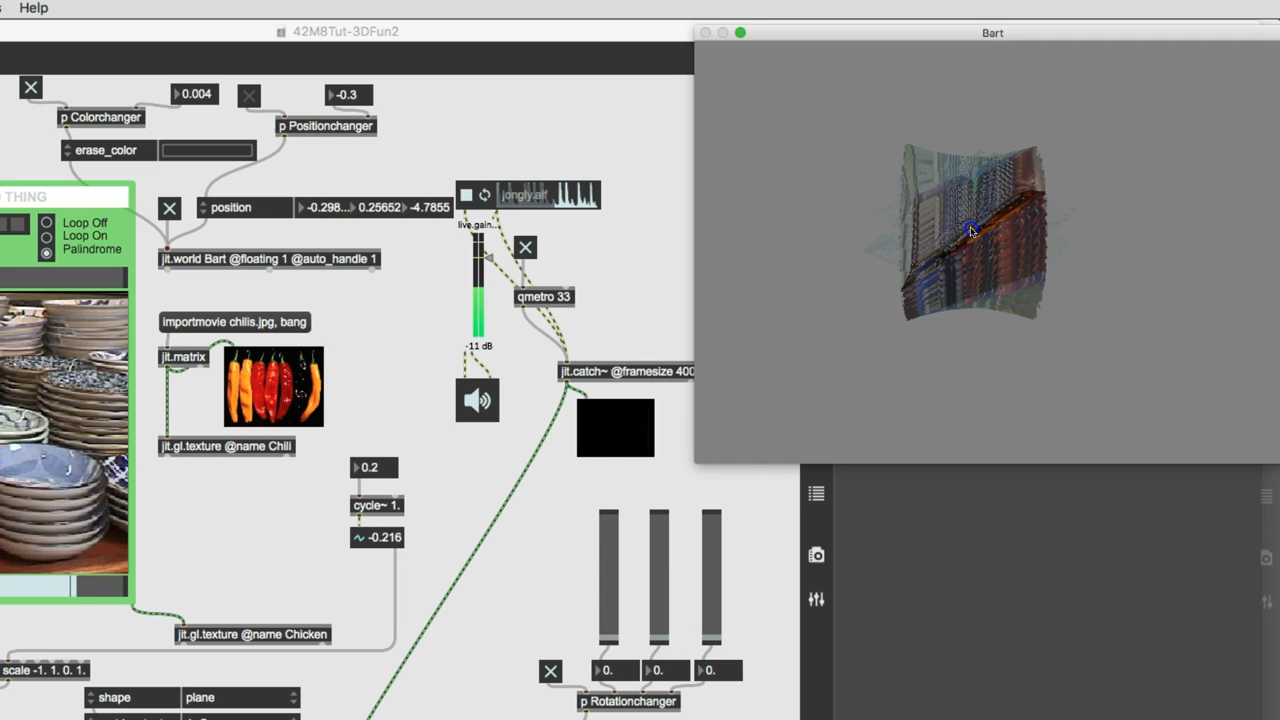 Help
42M8Tut-3DFun2
Bart
0.004
-0.3
p Colorchanger
p Positionchanger
erase_color
THING
jongly.aif
position
-0.298... 0.25652 -4.7855
Loop Off
Loop On
Palindrome
live.gain...
jit.world Bart @floating 1 @auto_handle 1
qmetro 33
importmovie chilis.jpg, bang
-11 dB
jit.matrix
jit.catch~ @framesize 400
jit.gl.texture @name Chili
0.2
cycle~ 1.
-0.216
jit.gl.texture @name Chicken
scale -1. 1. 0. 1.
0.
0.
0.
shape
plane
p Rotationchanger